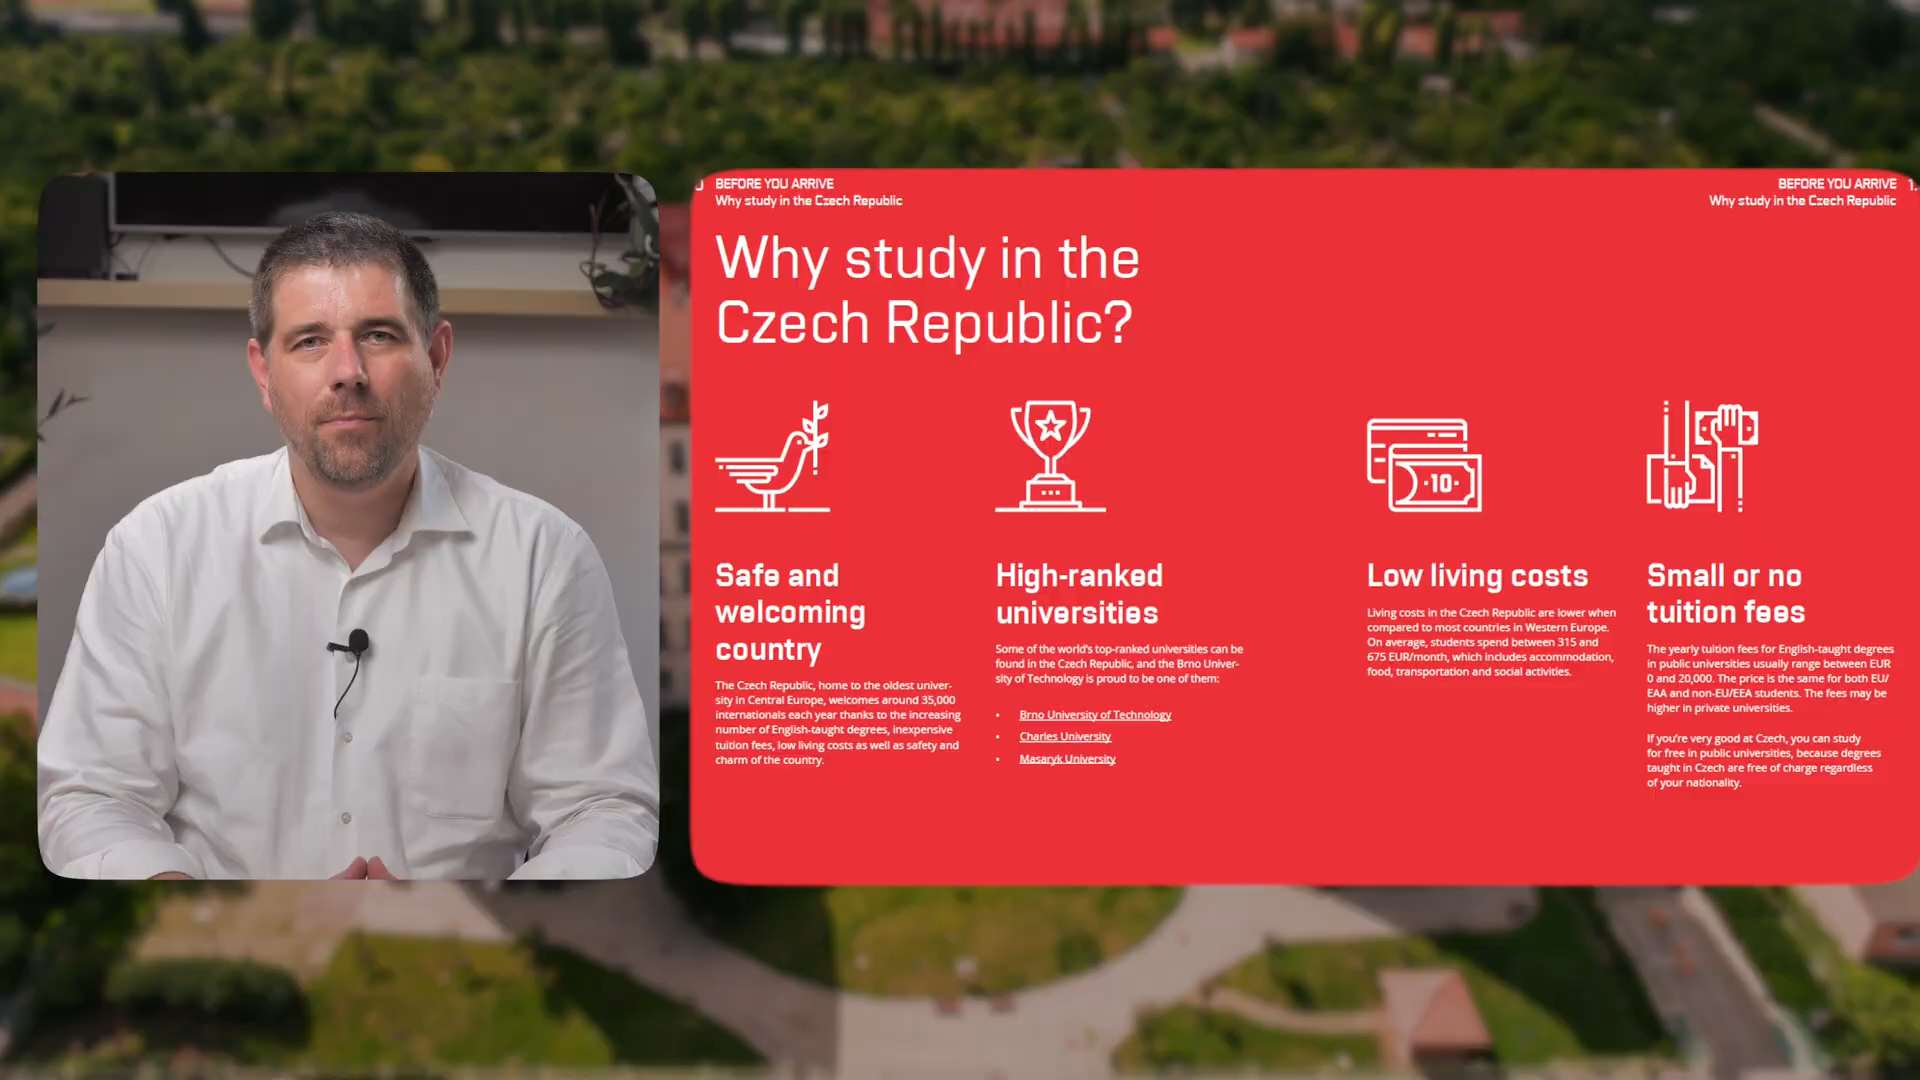 BEFORE YOU ARRIVE
Why study in the Czech Republic
BEFORE YOU ARRIVE
Why study in the Czech Republic
Why study in the
Czech Republic?
Safe and
welcoming
country
The Czech Republic, home to the oldest univer-
sity in Central Europe, welcomes around 35,000
internationals each year thanks to the increasing
number of English-taught degrees, inexpensive
tuition fees, low living costs as well as safety and
charm of the country.
High-ranked
universities
Some of the world's top-ranked universities can be
found in the Czech Republic, and the Brno Univer-
sity of Technology is proud to be one of them:
• Brno University of Technology
• Charles University
• Masaryk University
·10·
Low living costs
Living costs in the Czech Republic are lower when
compared to most countries in Western Europe.
On average, students spend between 315 and
675 EUR/month, which includes accommodation,
food, transportation and social activities.
Small or no
tuition fees
The yearly tuition fees for English-taught degrees
in public universities usually range between EUR
0 and 20,000. The price is the same for both EU/
EAA and non-EU/EEA students. The fees may be
higher in private universities.
If you're very good at Czech, you can study
for free in public universities, because degrees
taught in Czech are free of charge regardless
of your nationality.